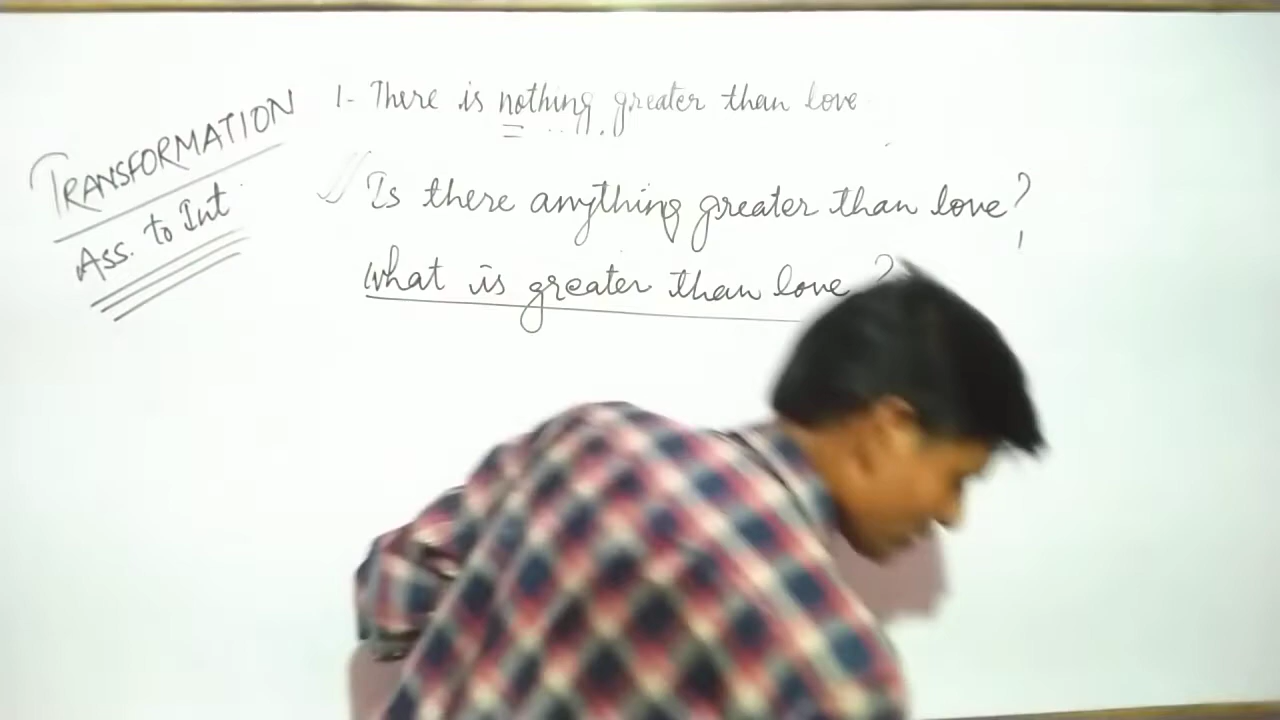 TRANSFORMATION
Ass. to Int
1- There is nothing greater than love.
Is there anything greater than love?
What is greater than love?